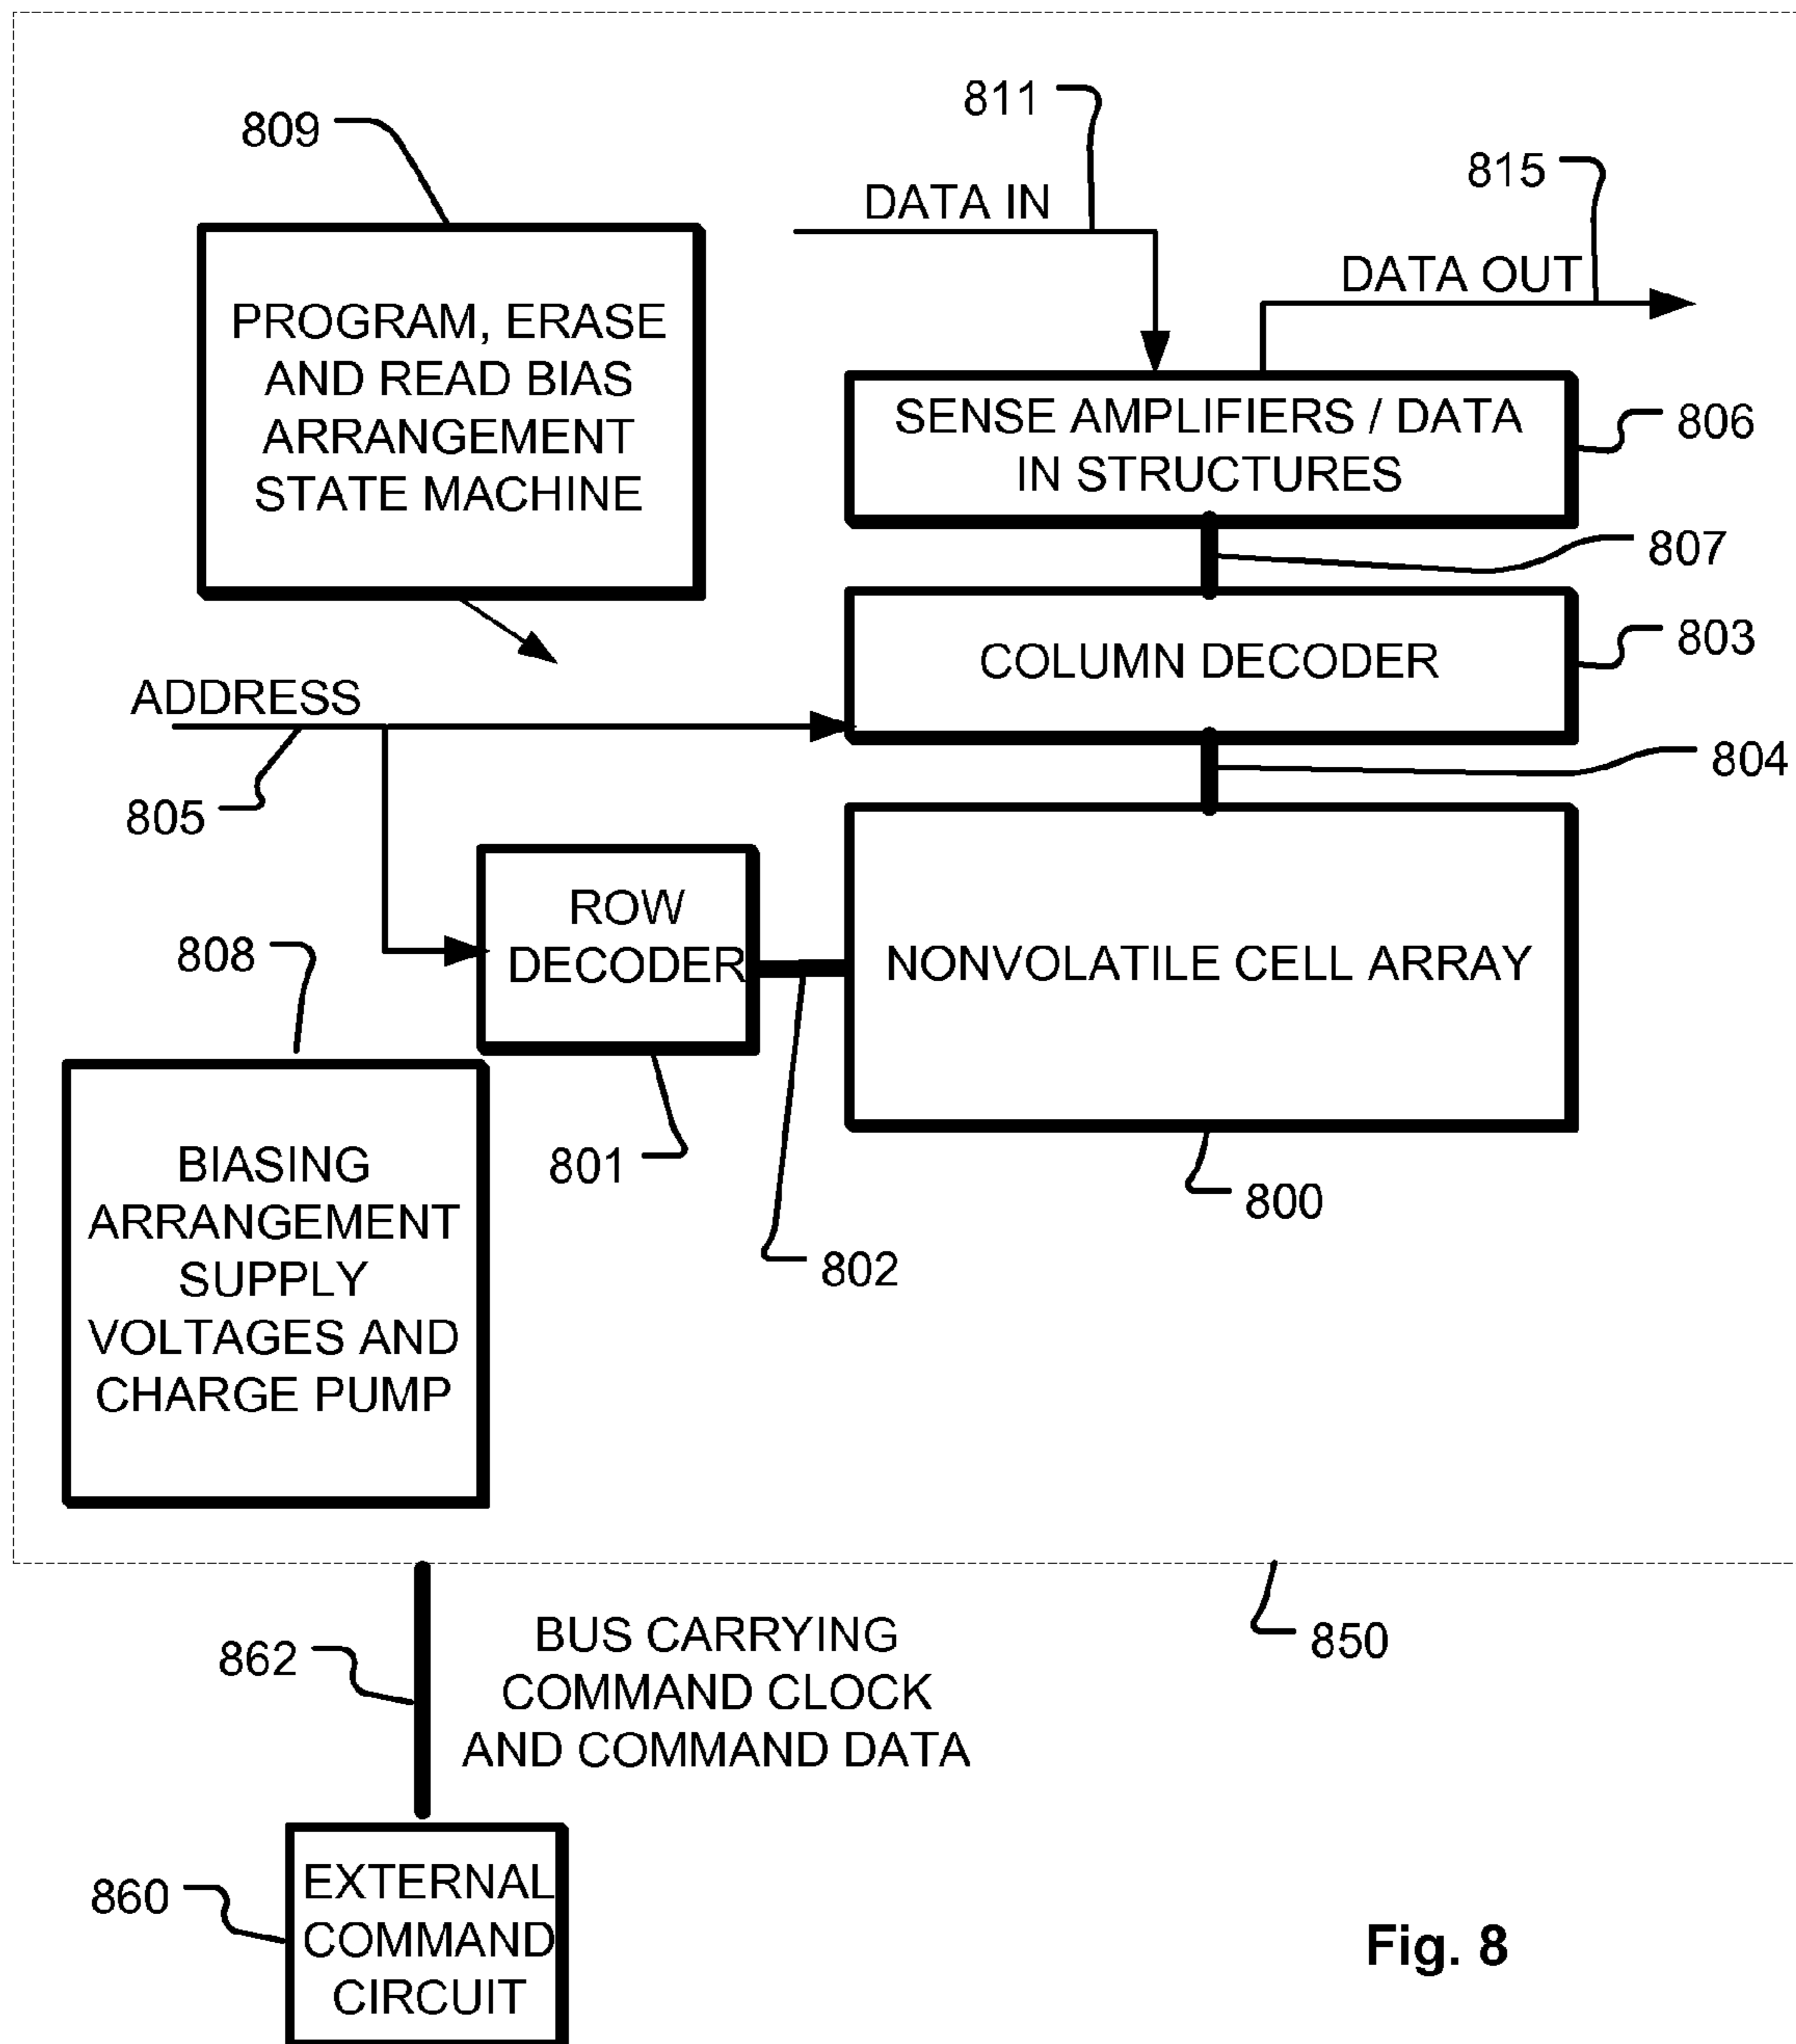 811
809
815
DATA IN
DATA OUT
PROGRAM, ERASE
AND READ BIAS
ARRANGEMENT
STATE MACHINE
SENSE AMPLIFIERS / DATA
IN STRUCTURES
806
807
COLUMN DECODER
803
ADDRESS
804
805
ROW
DECODER
808
NONVOLATILE CELL ARRAY
BIASING
ARRANGEMENT
SUPPLY
VOLTAGES AND
CHARGE PUMP
801
800
802
862
BUS CARRYING
COMMAND CLOCK
AND COMMAND DATA
850
860
EXTERNAL
COMMAND
CIRCUIT
Fig. 8